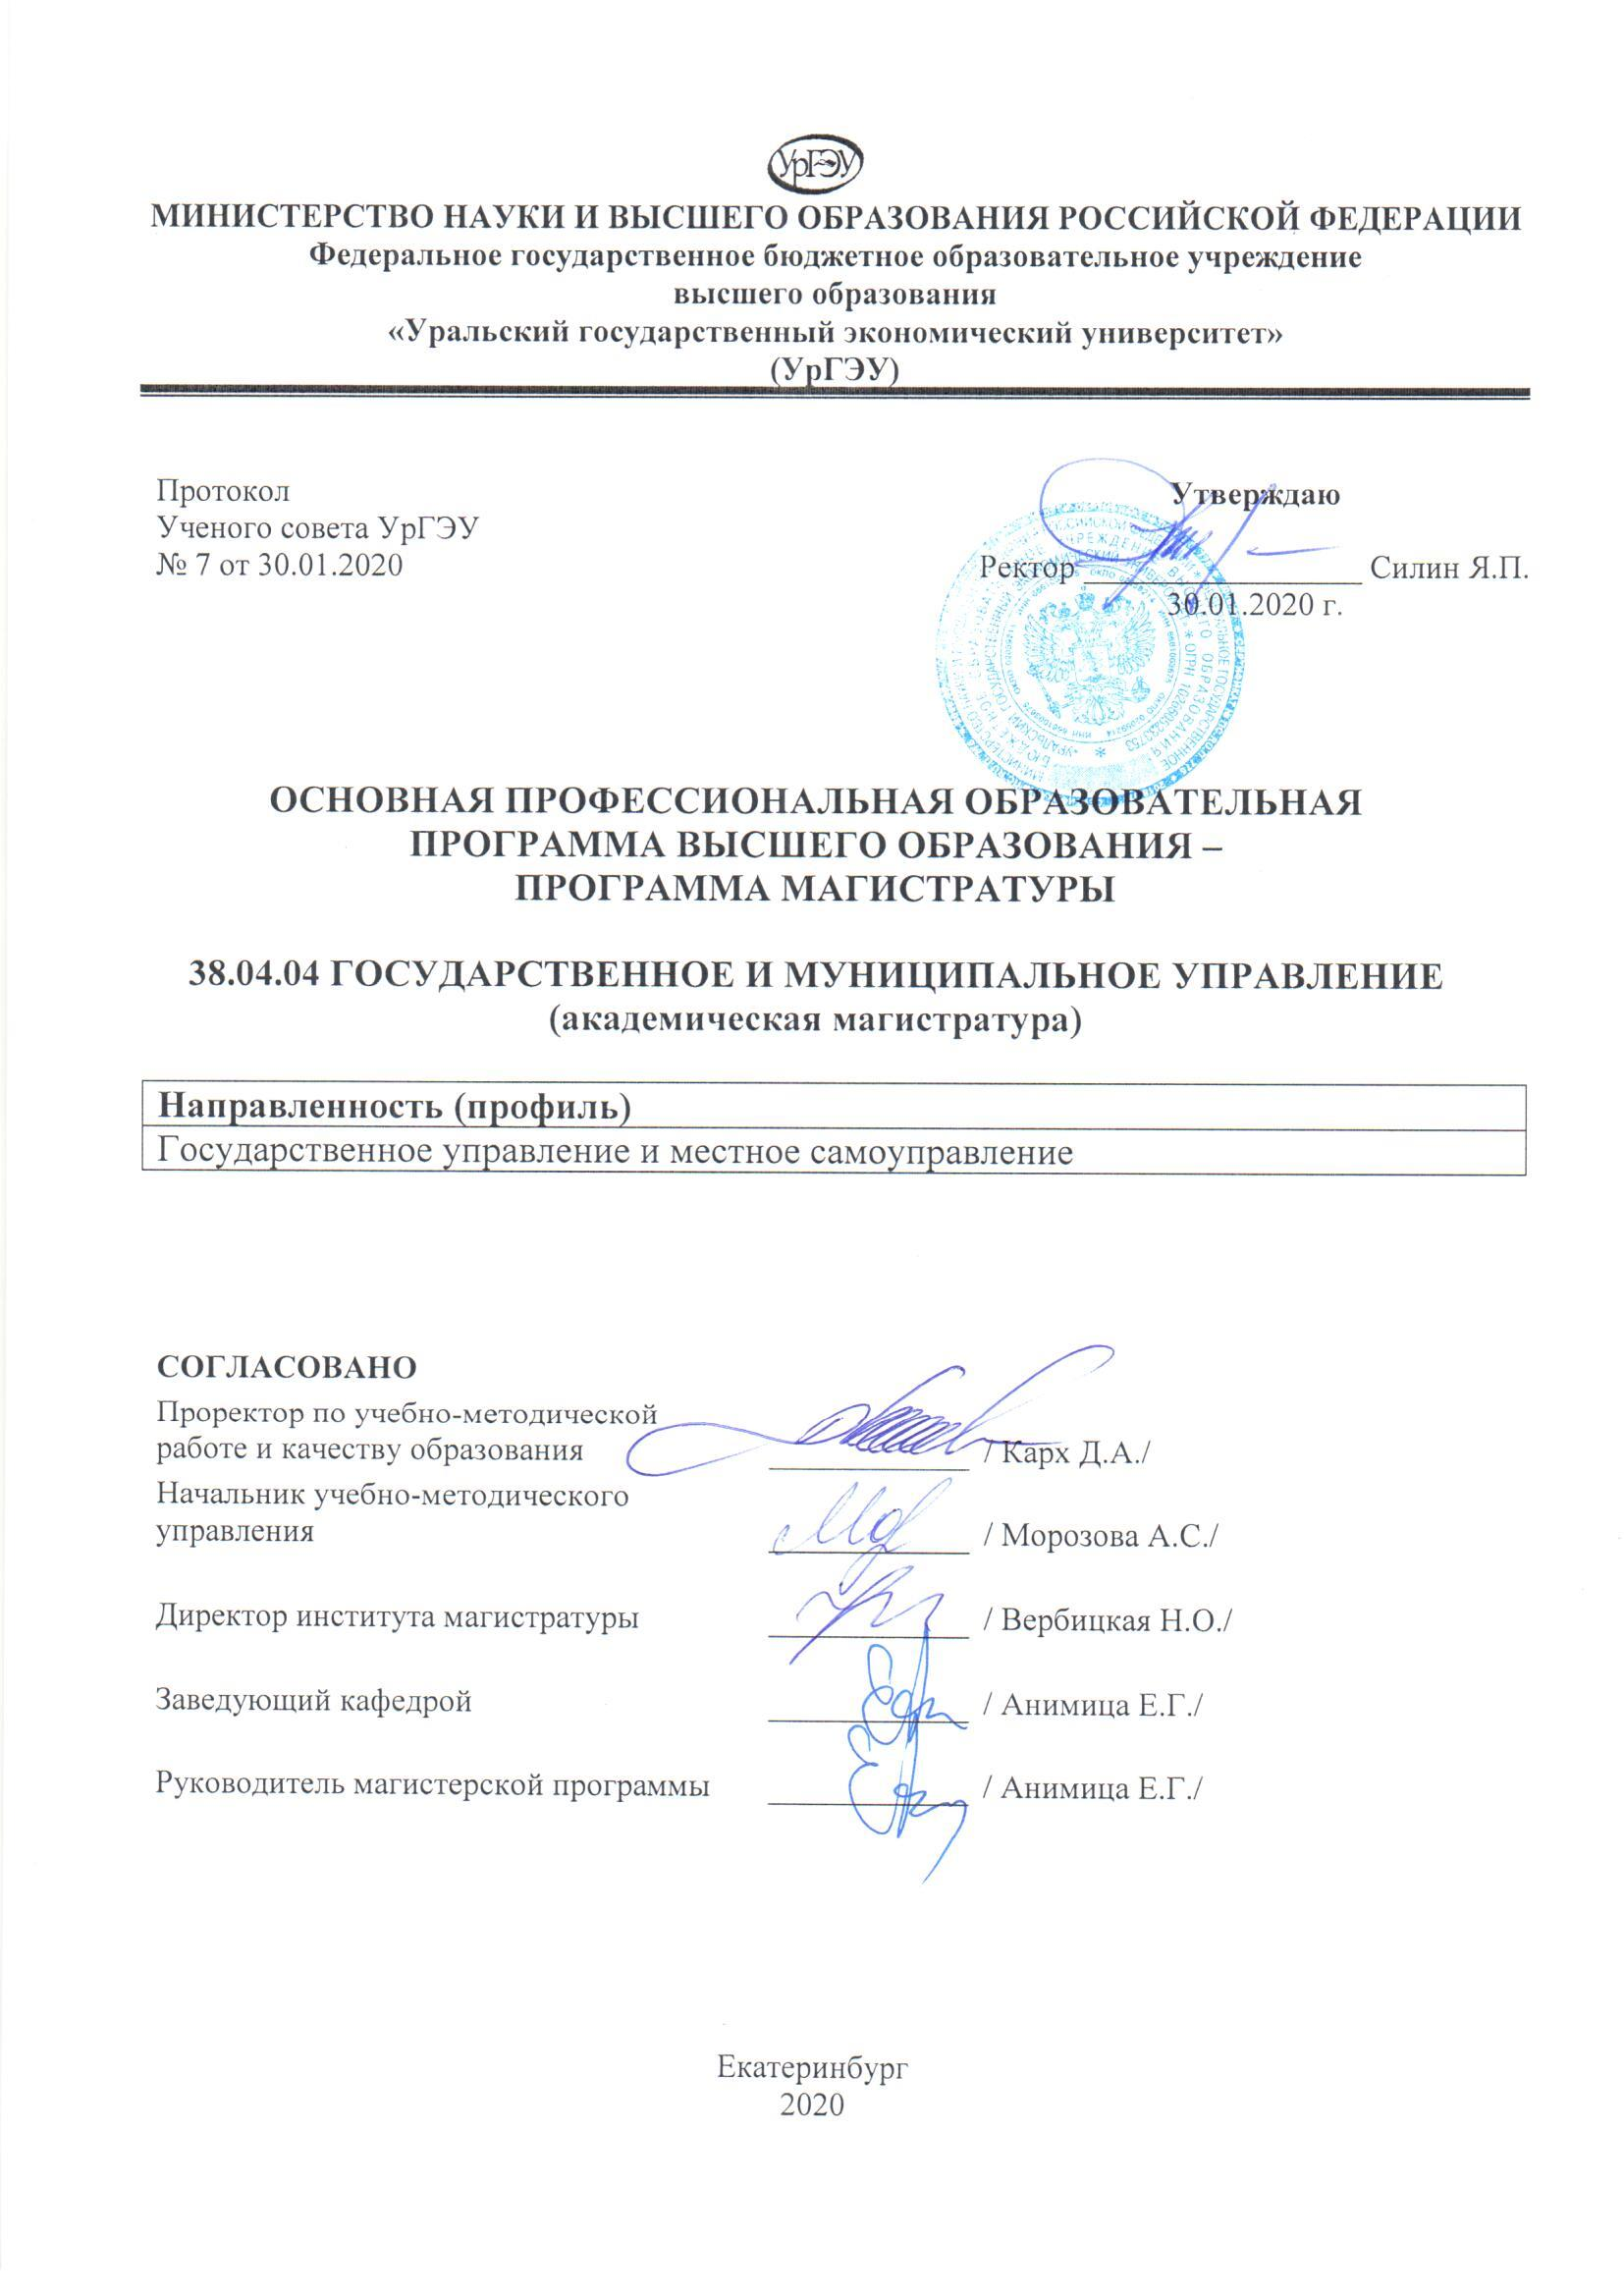 УрГЭУ
МИНИСТЕРСТВО НАУКИ И ВЫСШЕГО ОБРАЗОВАНИЯ РОССИЙСКОЙ ФЕДЕРАЦИИ
Федеральное государственное бюджетное образовательное учреждение
высшего образования
«Уральский государственный экономический университет»
(УрГЭУ)
Протокол
Ученого совета УрГЭУ
№ 7 от 30.01.2020
Утверждаю
Ректор Силин Я.П.
30.01.2020 г.
ОСНОВНАЯ ПРОФЕССИОНАЛЬНАЯ ОБРАЗОВАТЕЛЬНАЯ
ПРОГРАММА ВЫСШЕГО ОБРАЗОВАНИЯ –
ПРОГРАММА МАГИСТРАТУРЫ
38.04.04 ГОСУДАРСТВЕННОЕ И МУНИЦИПАЛЬНОЕ УПРАВЛЕНИЕ
(академическая магистратура)
Направленность (профиль)
Государственное управление и местное самоуправление
СОГЛАСОВАНО
Проректор по учебно-методической
работе и качеству образования / Карх Д.А./
Начальник учебно-методического
управления / Морозова А.С./
Директор института магистратуры / Вербицкая Н.О./
Заведующий кафедрой / Анимица Е.Г./
Руководитель магистерской программы / Анимица Е.Г./
Екатеринбург
2020